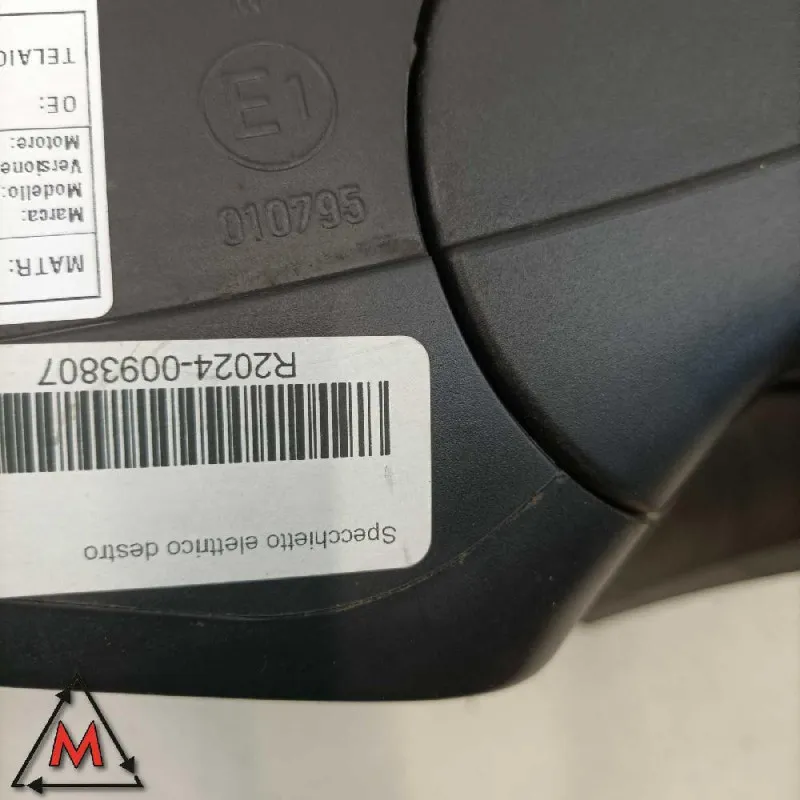 E1
010795
MATR:
Marca:
Modello:
Versione
Motore:
OE:
TELAIO
Specchietto elettrico destro
R2024-0093807
M